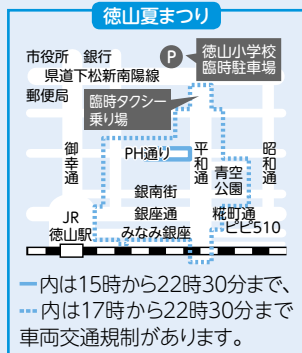 徳山夏まつり
市役所 銀行
P 徳山小学校
臨時駐車場
県道下松新南陽線
郵便局
臨時タクシー
乗り場
御幸通
PH通り
平和通
昭和通
青空
公園
銀南街
JR
徳山駅
銀座通
みなみ銀座
糀町通
ピピ510
内は15時から22時30分まで、
内は17時から22時30分まで
車両交通規制があります。